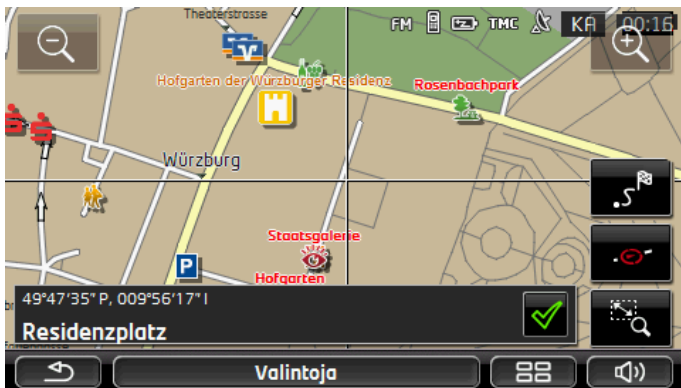 Theaterstrasse
FM TMC KA 00:16
Hofgarten der Würzburger Residenz
Rosenbachpark
Würzburg
Staatsgalerie
P
Hofgarten
49°47'35" P, 009°56'17" I
Residenzplatz
Valintoja